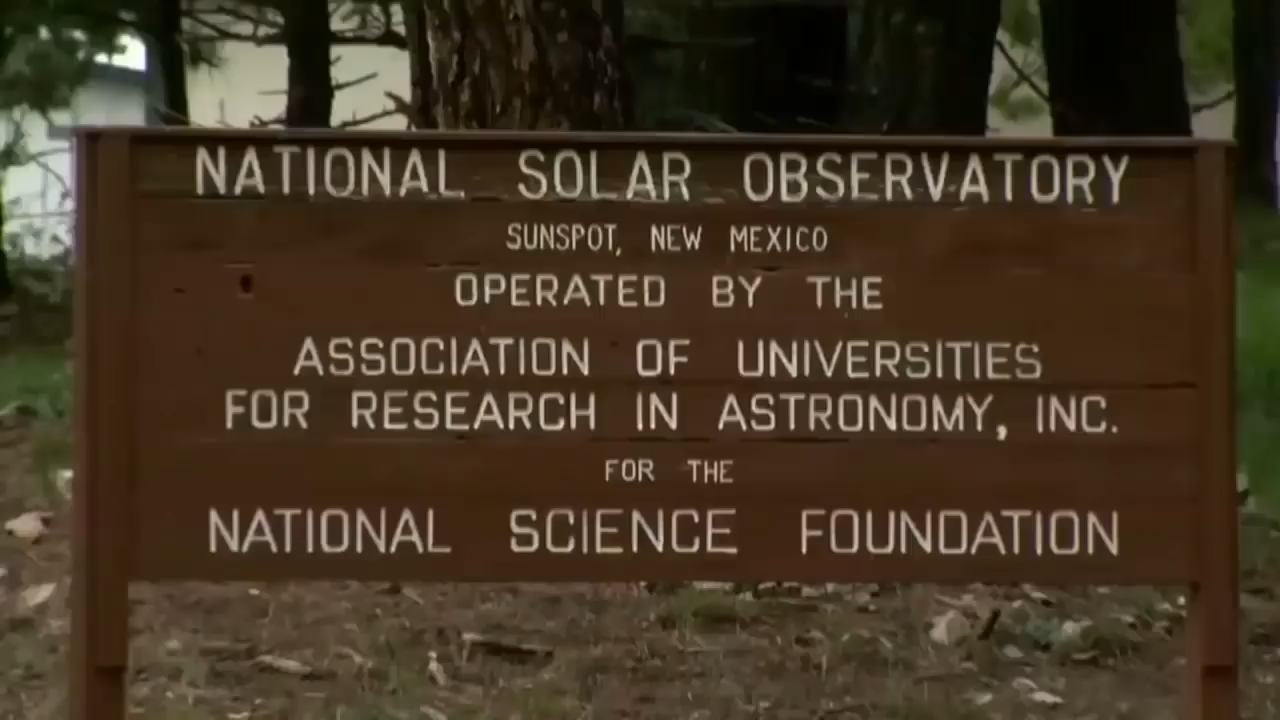 NATIONAL SOLAR OBSERVATORY
SUNSPOT, NEW MEXICO
OPERATED BY THE
ASSOCIATION OF UNIVERSITIES
FOR RESEARCH IN ASTRONOMY, INC.
FOR THE
NATIONAL SCIENCE FOUNDATION